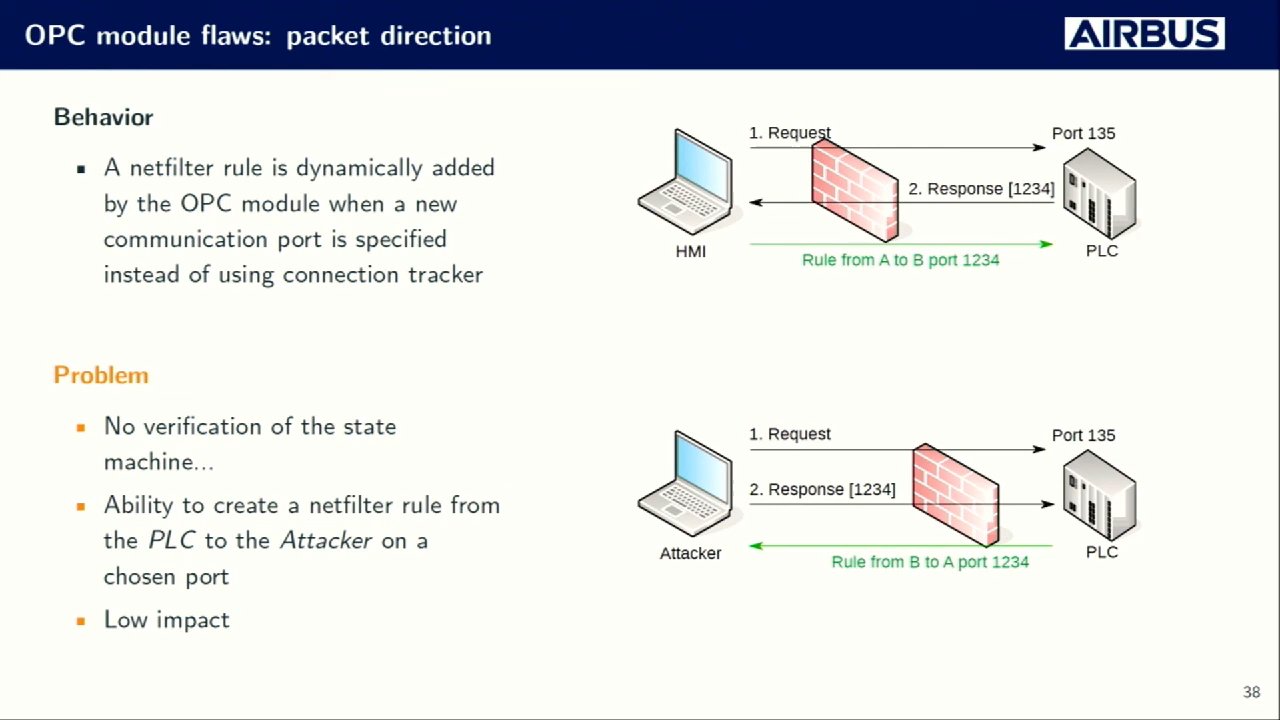 OPC module flaws: packet direction
AIRBUS
Behavior
▪ A netfilter rule is dynamically added
by the OPC module when a new
communication port is specified
instead of using connection tracker
1. Request
Port 135
2. Response [1234]
HMI
PLC
Rule from A to B port 1234
Problem
▪ No verification of the state
machine...
▪ Ability to create a netfilter rule from
the PLC to the Attacker on a
chosen port
▪ Low impact
1. Request
Port 135
2. Response [1234]
Attacker
PLC
Rule from B to A port 1234
38